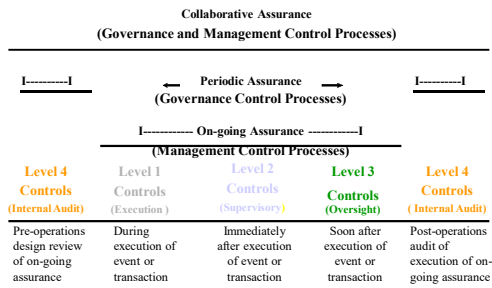 Collaborative Assurance
(Governance and Management Control Processes)
I----------I Periodic Assurance I----------I
(Governance Control Processes)
I------------ On-going Assurance ------------I
(Management Control Processes)
Level 4 Level 1 Level 2 Level 3 Level 4
Controls Controls Controls Controls Controls
(Internal Audit) (Execution ) (Supervisory) (Oversight) ( Internal Audit)
Pre-operations During Immediately Soon after Post-operations
design review execution of after execution execution of audit of
of on-going event or of event or event or execution of on-
assurance transaction transaction transaction going assurance